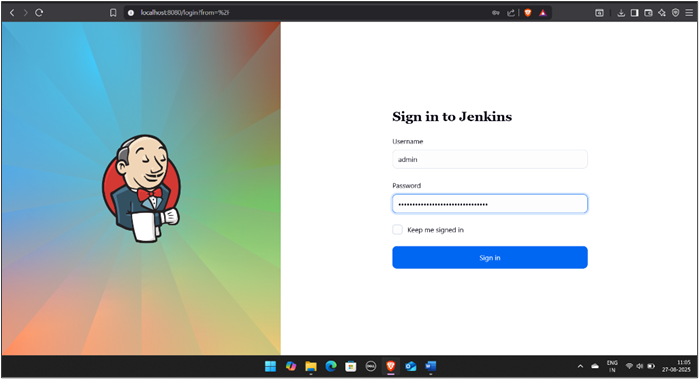 localhost:8080/login?from=%2F
Sign in to Jenkins
Username
admin
Password
••••••••••••••••••••••••••••••••
Keep me signed in
Sign in
DELL
ENG
IN
11:05
27-08-2025